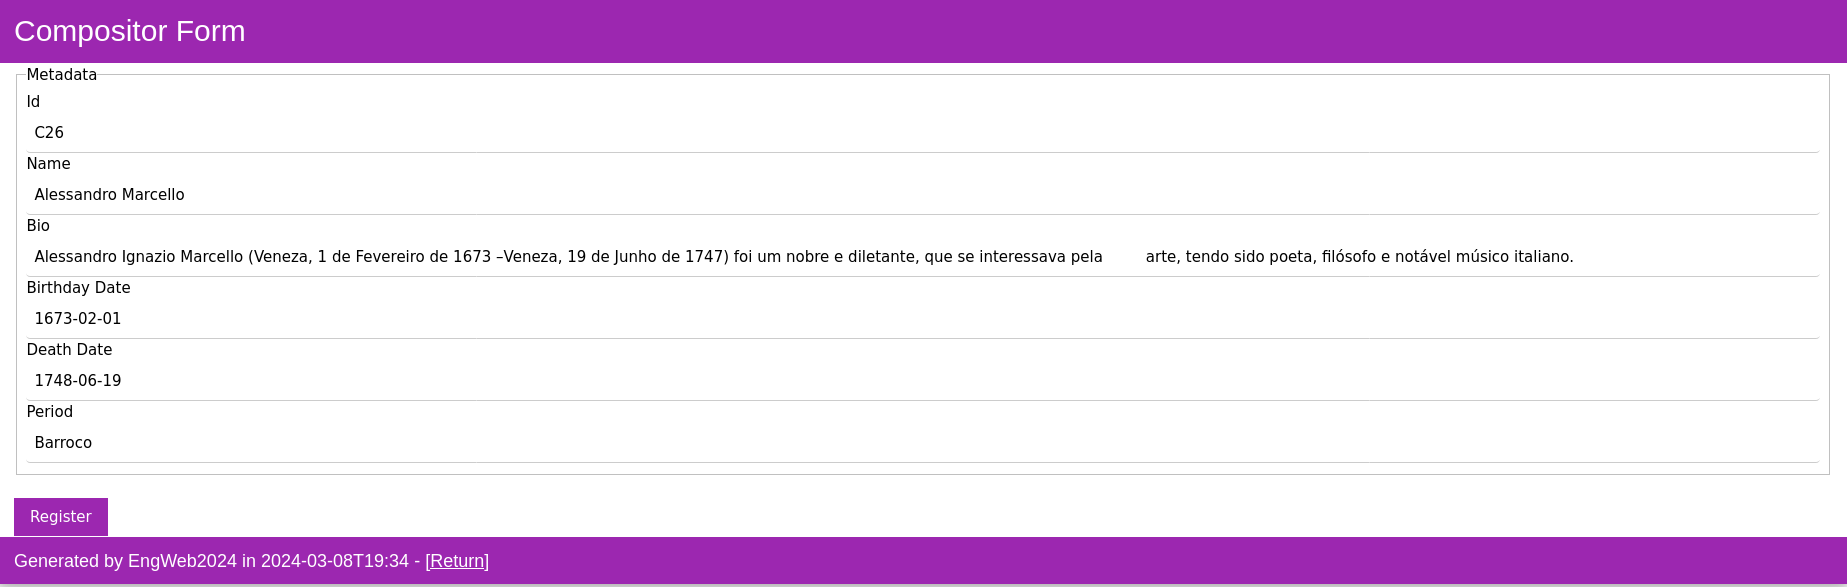 Compositor Form
Metadata
Id
C26
Name
Alessandro Marcello
Bio
Alessandro Ignazio Marcello (Veneza, 1 de Fevereiro de 1673 –Veneza, 19 de Junho de 1747) foi um nobre e diletante, que se interessava pela arte, tendo sido poeta, filósofo e notável músico italiano.
Birthday Date
1673-02-01
Death Date
1748-06-19
Period
Barroco
Register
Generated by EngWeb2024 in 2024-03-08T19:34 - [Return]